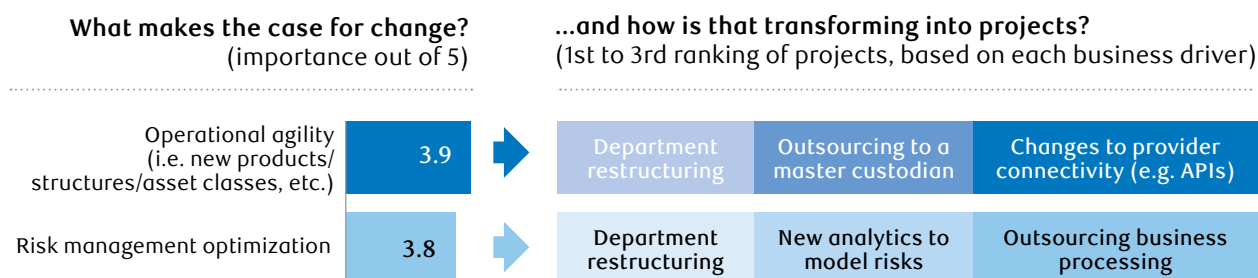 What makes the case for change?
(importance out of 5)
...and how is that transforming into projects?
(1st to 3rd ranking of projects, based on each business driver)
Operational agility
(i.e. new products/
structures/asset classes, etc.)
3.9
Department
restructuring
Outsourcing to a
master custodian
Changes to provider
connectivity (e.g. APIs)
Risk management optimization
3.8
Department
restructuring
New analytics to
model risks
Outsourcing business
processing